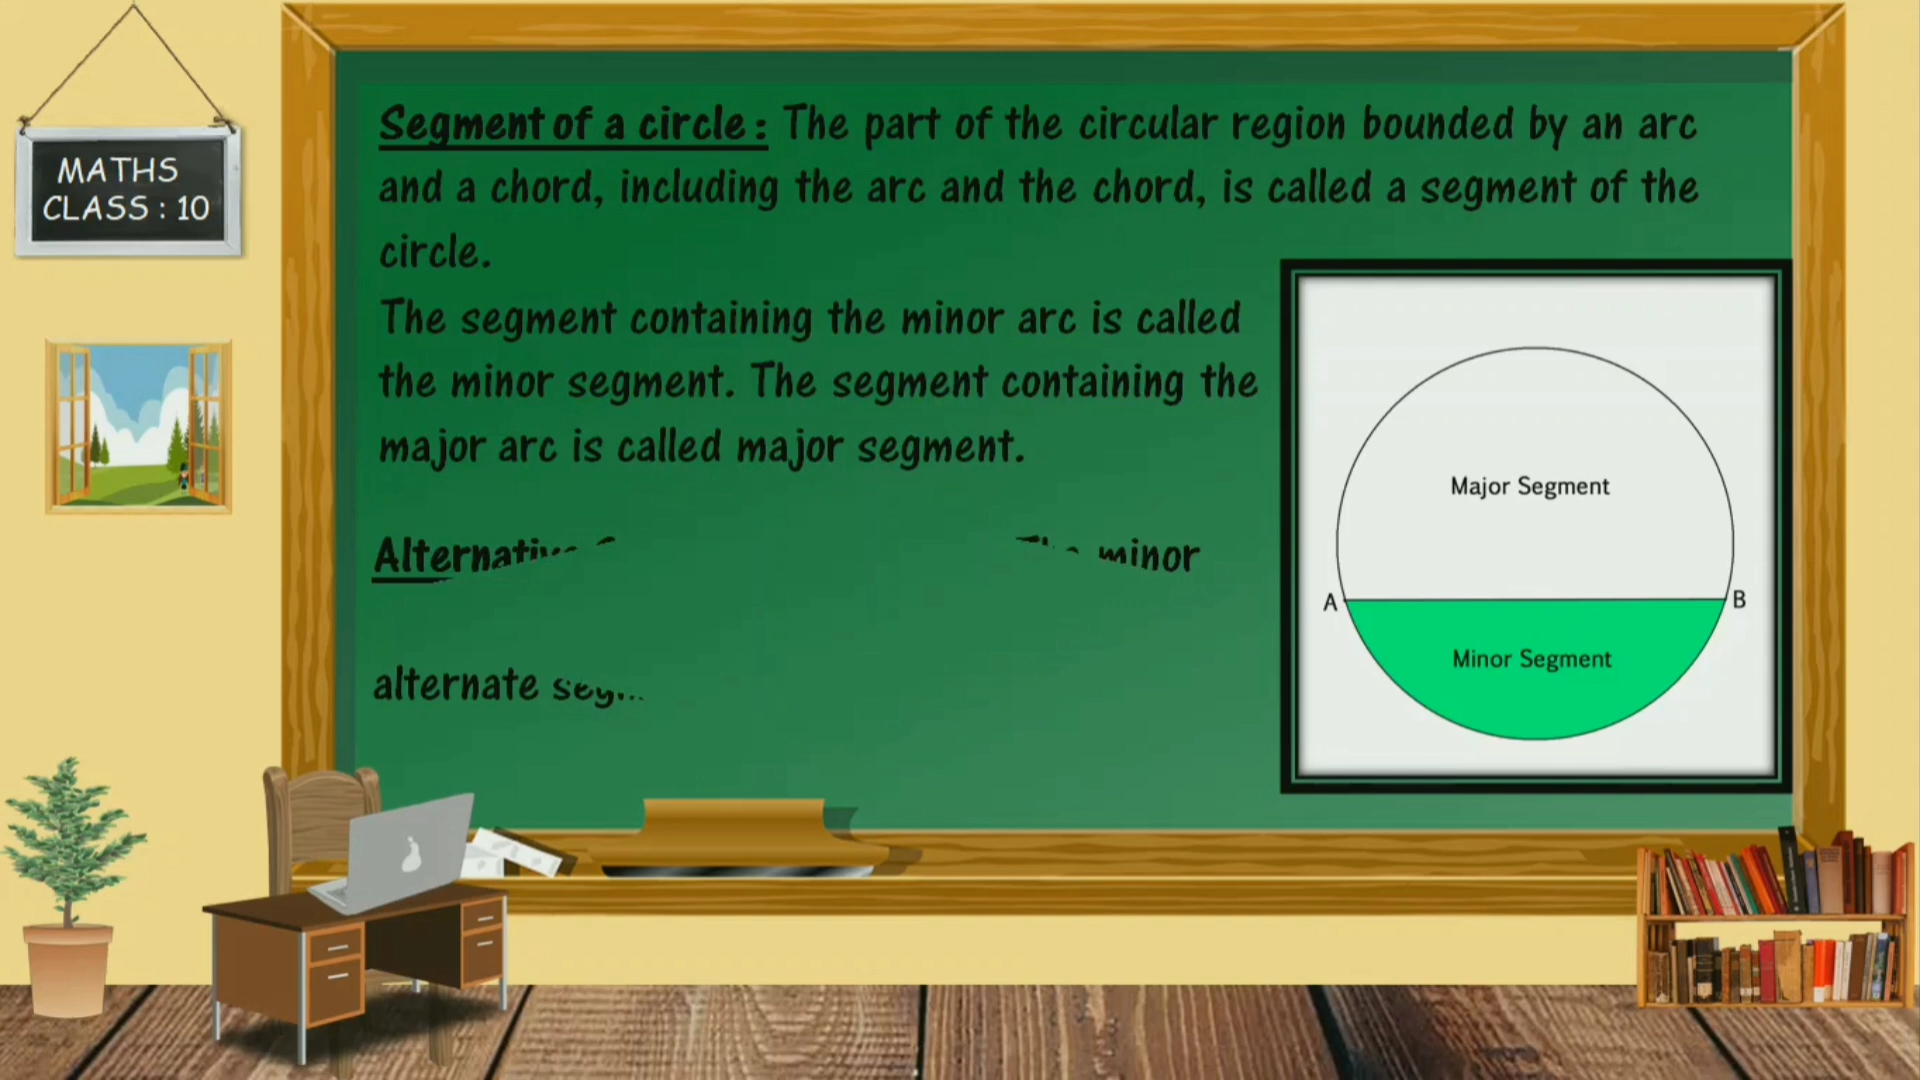 MATHS
CLASS : 10
Segment of a circle : The part of the circular region bounded by an arc
and a chord, including the arc and the chord, is called a segment of the
circle.
The segment containing the minor arc is called
the minor segment. The segment containing the
major arc is called major segment.
The minor
alternate
Major Segment
A
B
Minor Segment